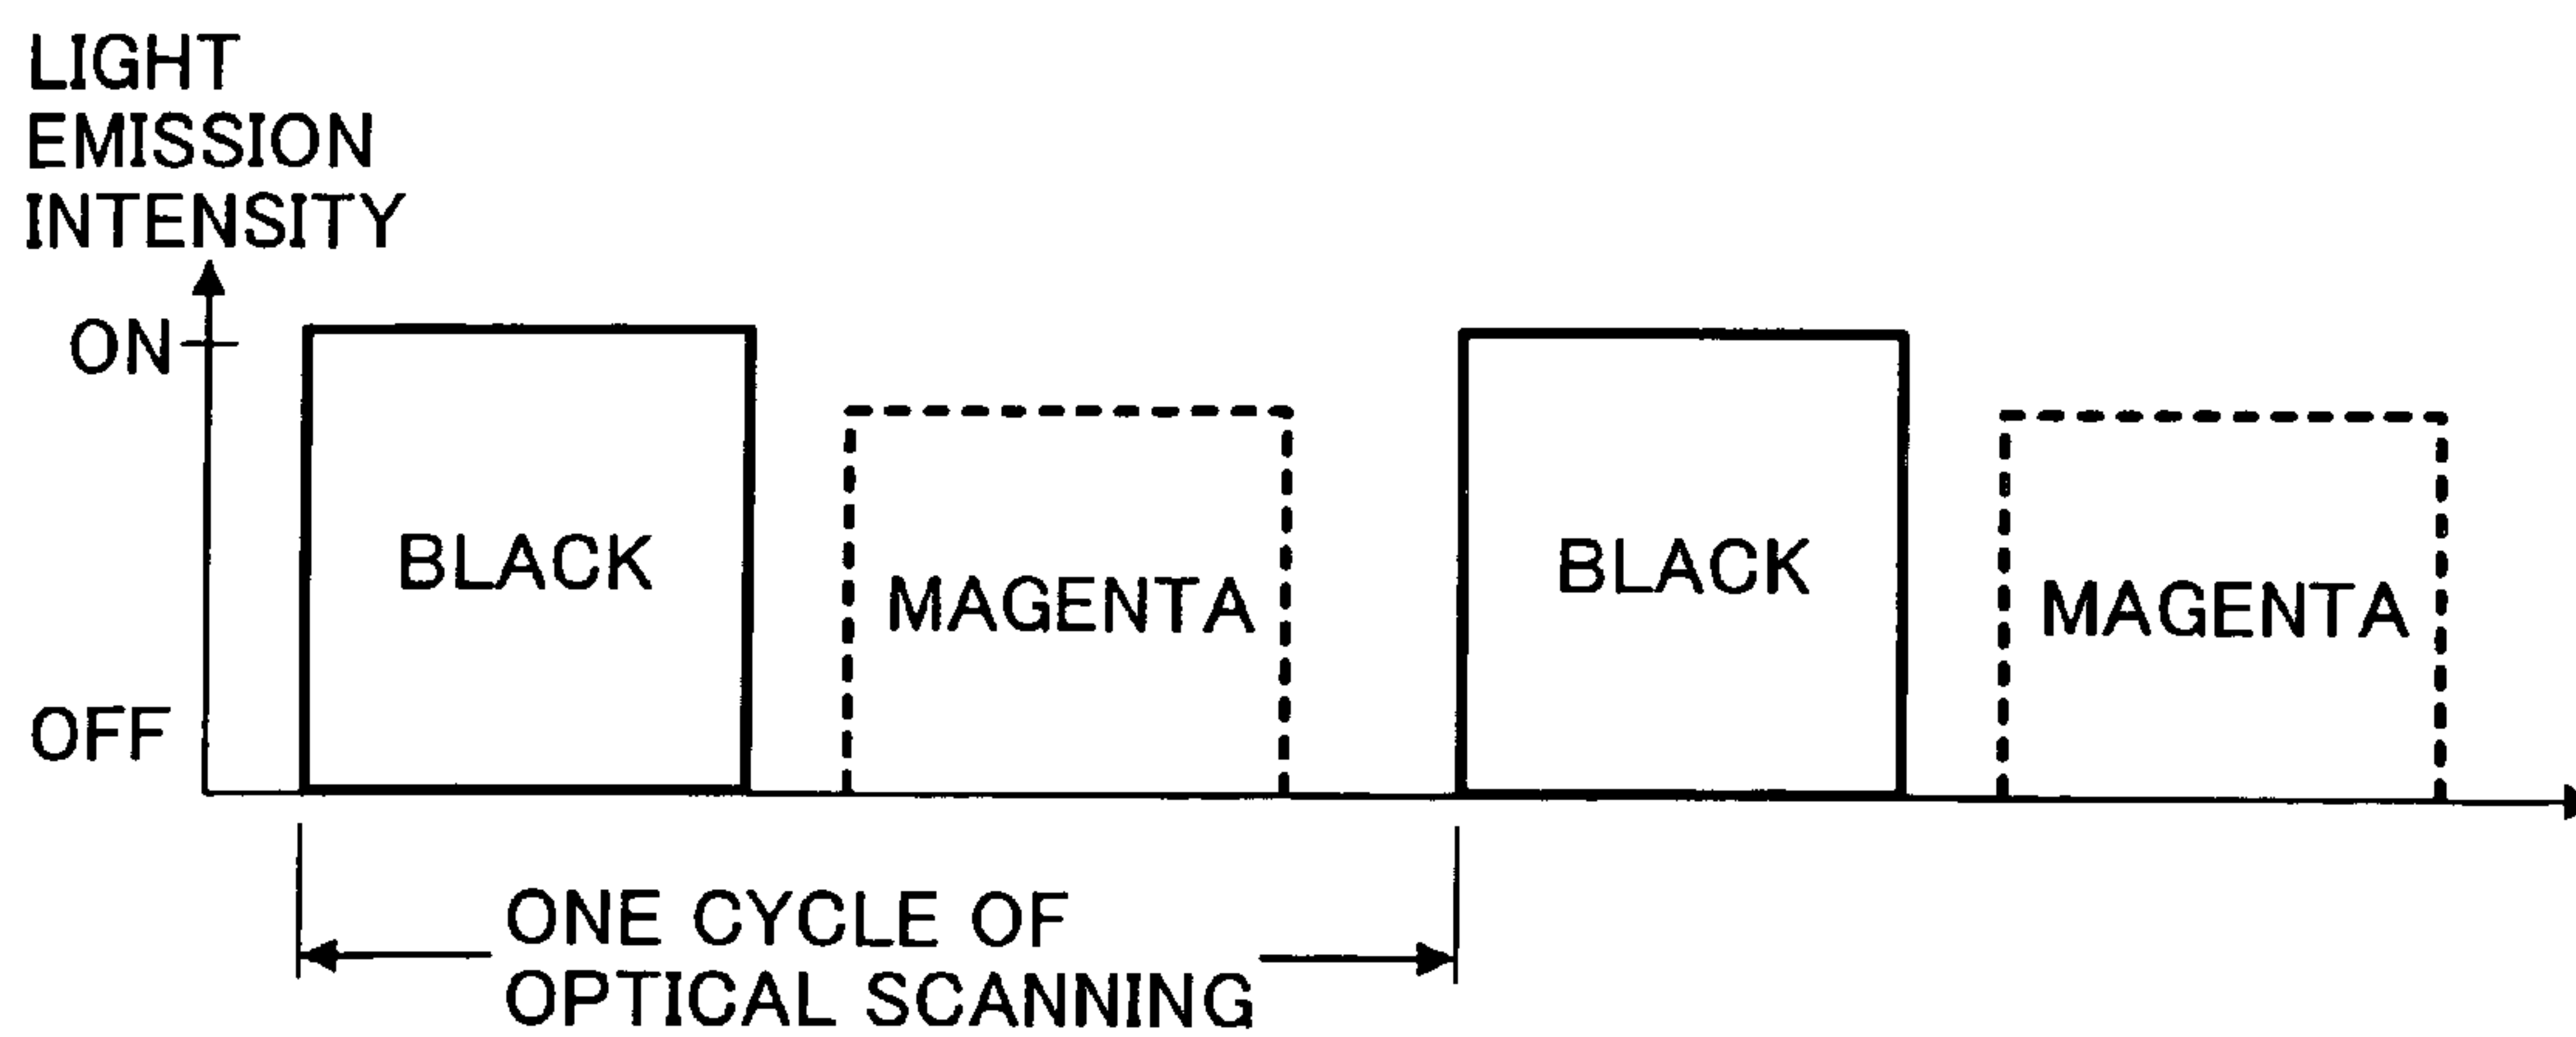 LIGHT
EMISSION
INTENSITY
ON
BLACK
MAGENTA
BLACK
MAGENTA
OFF
ONE CYCLE OF
OPTICAL SCANNING